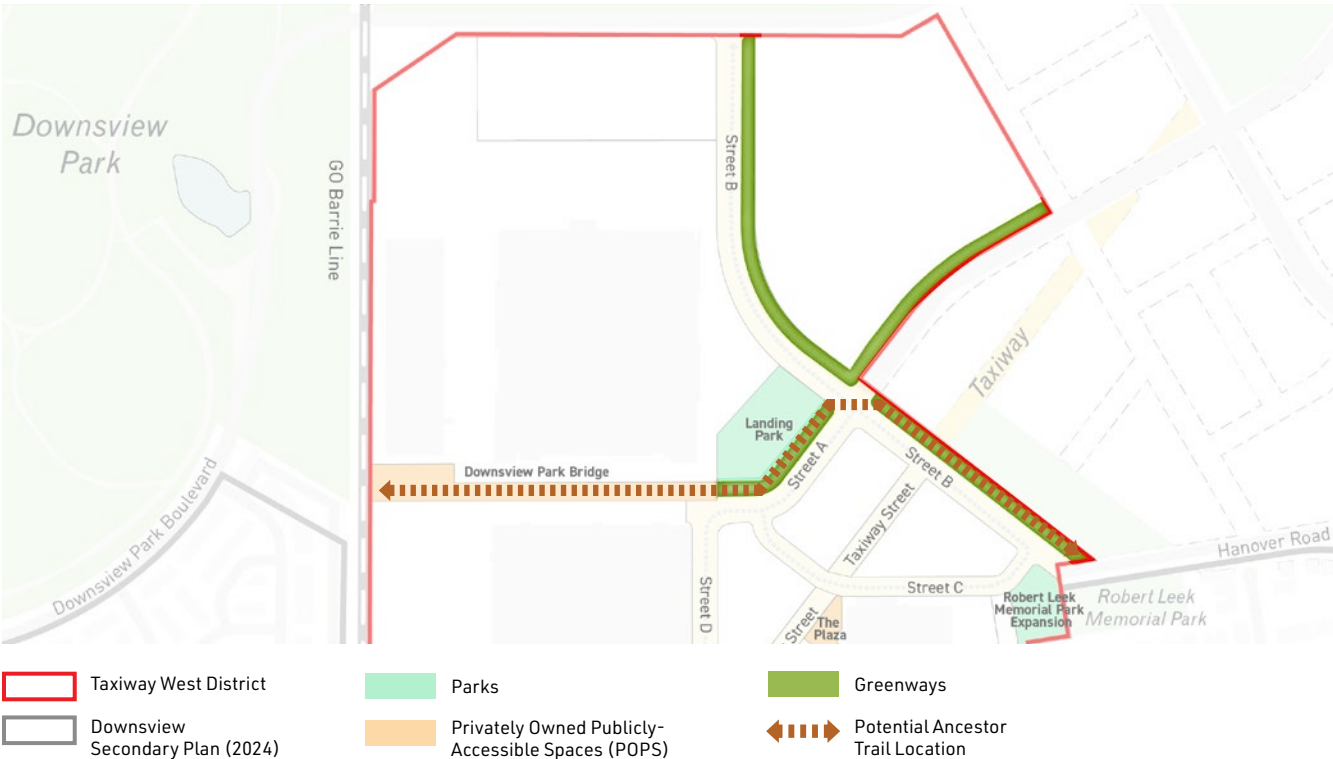 Downsview
Park
GO Barrie Line
Street B
Taxiway
Landing
Park
Downsview Park Bridge
Street A
Street B
Downsview Park Boulevard
Taxiway Street
Hanover Road
Street D
Street C
Street
The
Plaza
Robert Leek
Memorial Park
Expansion
Robert Leek
Memorial Park
Taxiway West District
Parks
Greenways
Downsview
Secondary Plan (2024)
Privately Owned Publicly-
Accessible Spaces (POPS)
Potential Ancestor
Trail Location